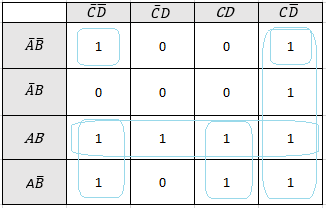 C̄D̄ C̄D CD CD̄
ĀB̄ 1 0 0 1
ĀB 0 0 0 1
AB 1 1 1 1
AB̄ 1 0 1 1